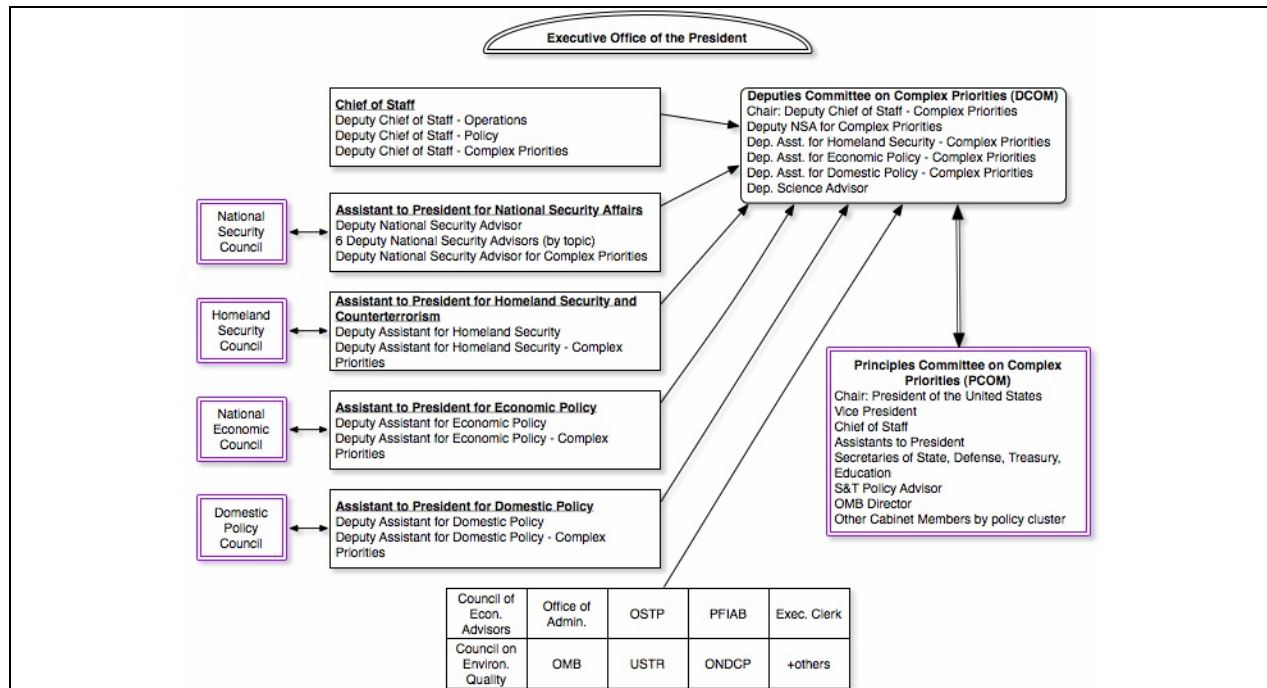 Executive Office of the President
Chief of Staff
Deputy Chief of Staff - Operations
Deputy Chief of Staff - Policy
Deputy Chief of Staff - Complex Priorities
Deputies Committee on Complex Priorities (DCOM)
Chair: Deputy Chief of Staff - Complex Priorities
Deputy NSA for Complex Priorities
Dep. Asst. for Homeland Security - Complex Priorities
Dep. Asst. for Economic Policy - Complex Priorities
Dep. Asst. for Domestic Policy - Complex Priorities
Dep. Science Advisor
National
Security
Council
Assistant to President for National Security Affairs
Deputy National Security Advisor
6 Deputy National Security Advisors (by topic)
Deputy National Security Advisor for Complex Priorities
Homeland
Security
Council
Assistant to President for Homeland Security and
Counterterrorism
Deputy Assistant for Homeland Security
Deputy Assistant for Homeland Security - Complex
Priorities
Principles Committee on Complex
Priorities (PCOM)
Chair: President of the United States
Vice President
Chief of Staff
Assistants to President
Secretaries of State, Defense, Treasury,
Education
S&T Policy Advisor
OMB Director
Other Cabinet Members by policy cluster
National
Economic
Council
Assistant to President for Economic Policy
Deputy Assistant for Economic Policy
Deputy Assistant for Economic Policy - Complex
Priorities
Domestic
Policy
Council
Assistant to President for Domestic Policy
Deputy Assistant for Domestic Policy
Deputy Assistant for Domestic Policy - Complex
Priorities
Council of
Econ.
Advisors
Office of
Admin.
OSTP
PFIAB
Exec. Clerk
Council on
Environ.
Quality
OMB
USTR
ONDCP
+others